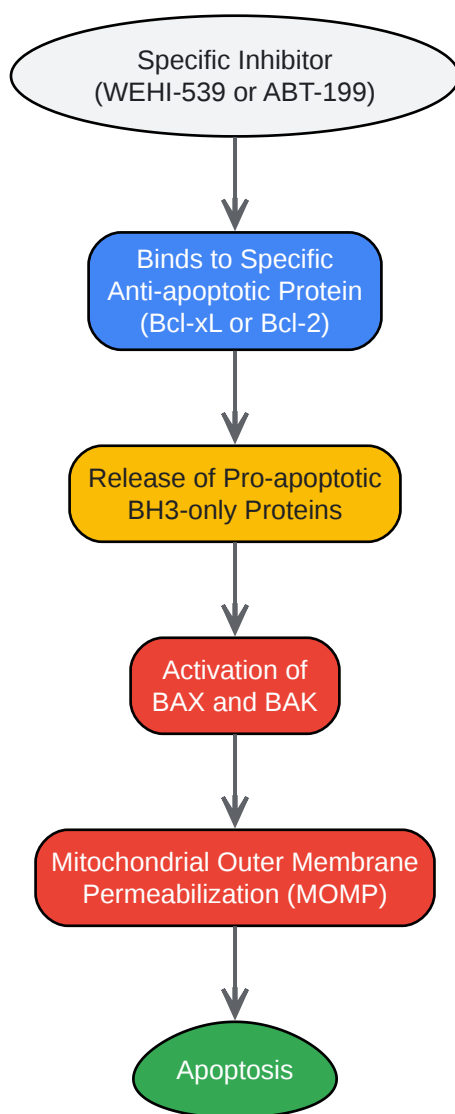 Specific Inhibitor
(WEHI-539 or ABT-199)
Binds to Specific
Anti-apoptotic Protein
(Bcl-xL or Bcl-2)
Release of Pro-apoptotic
BH3-only Proteins
Activation of
BAX and BAK
Mitochondrial Outer Membrane
Permeabilization (MOMP)
Apoptosis